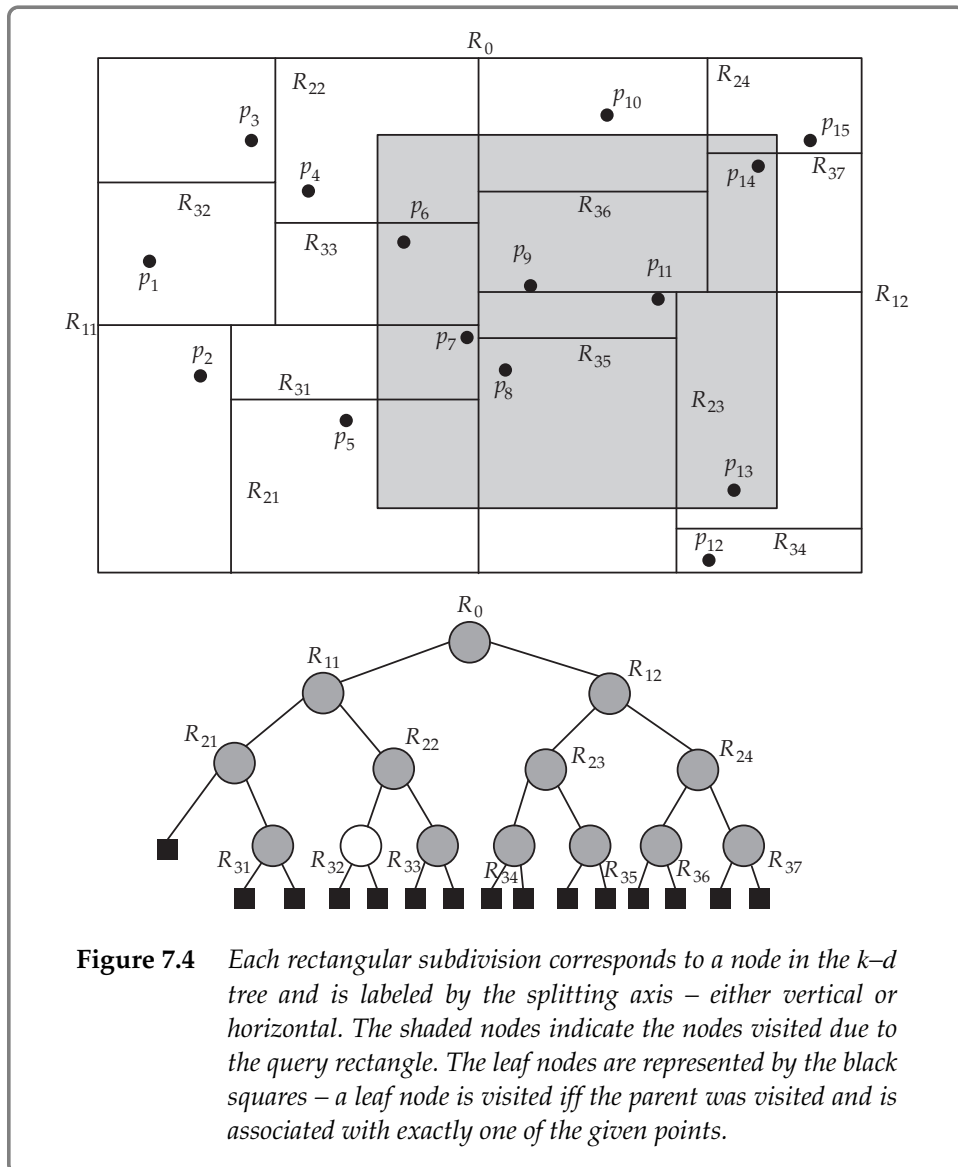 R0
R22
R24
p10
p3
p15
p4
p14
R37
R32
R36
p6
R33
p9
p11
p1
R12
R11
p7
p2
R35
p8
R31
R23
p5
p13
R21
p12
R34
R0
R11
R12
R21
R22
R23
R24
R31
R32
R33
R34
R35
R36
R37
Figure 7.4 Each rectangular subdivision corresponds to a node in the k–d
tree and is labeled by the splitting axis – either vertical or
horizontal. The shaded nodes indicate the nodes visited due to
the query rectangle. The leaf nodes are represented by the black
squares – a leaf node is visited iff the parent was visited and is
associated with exactly one of the given points.